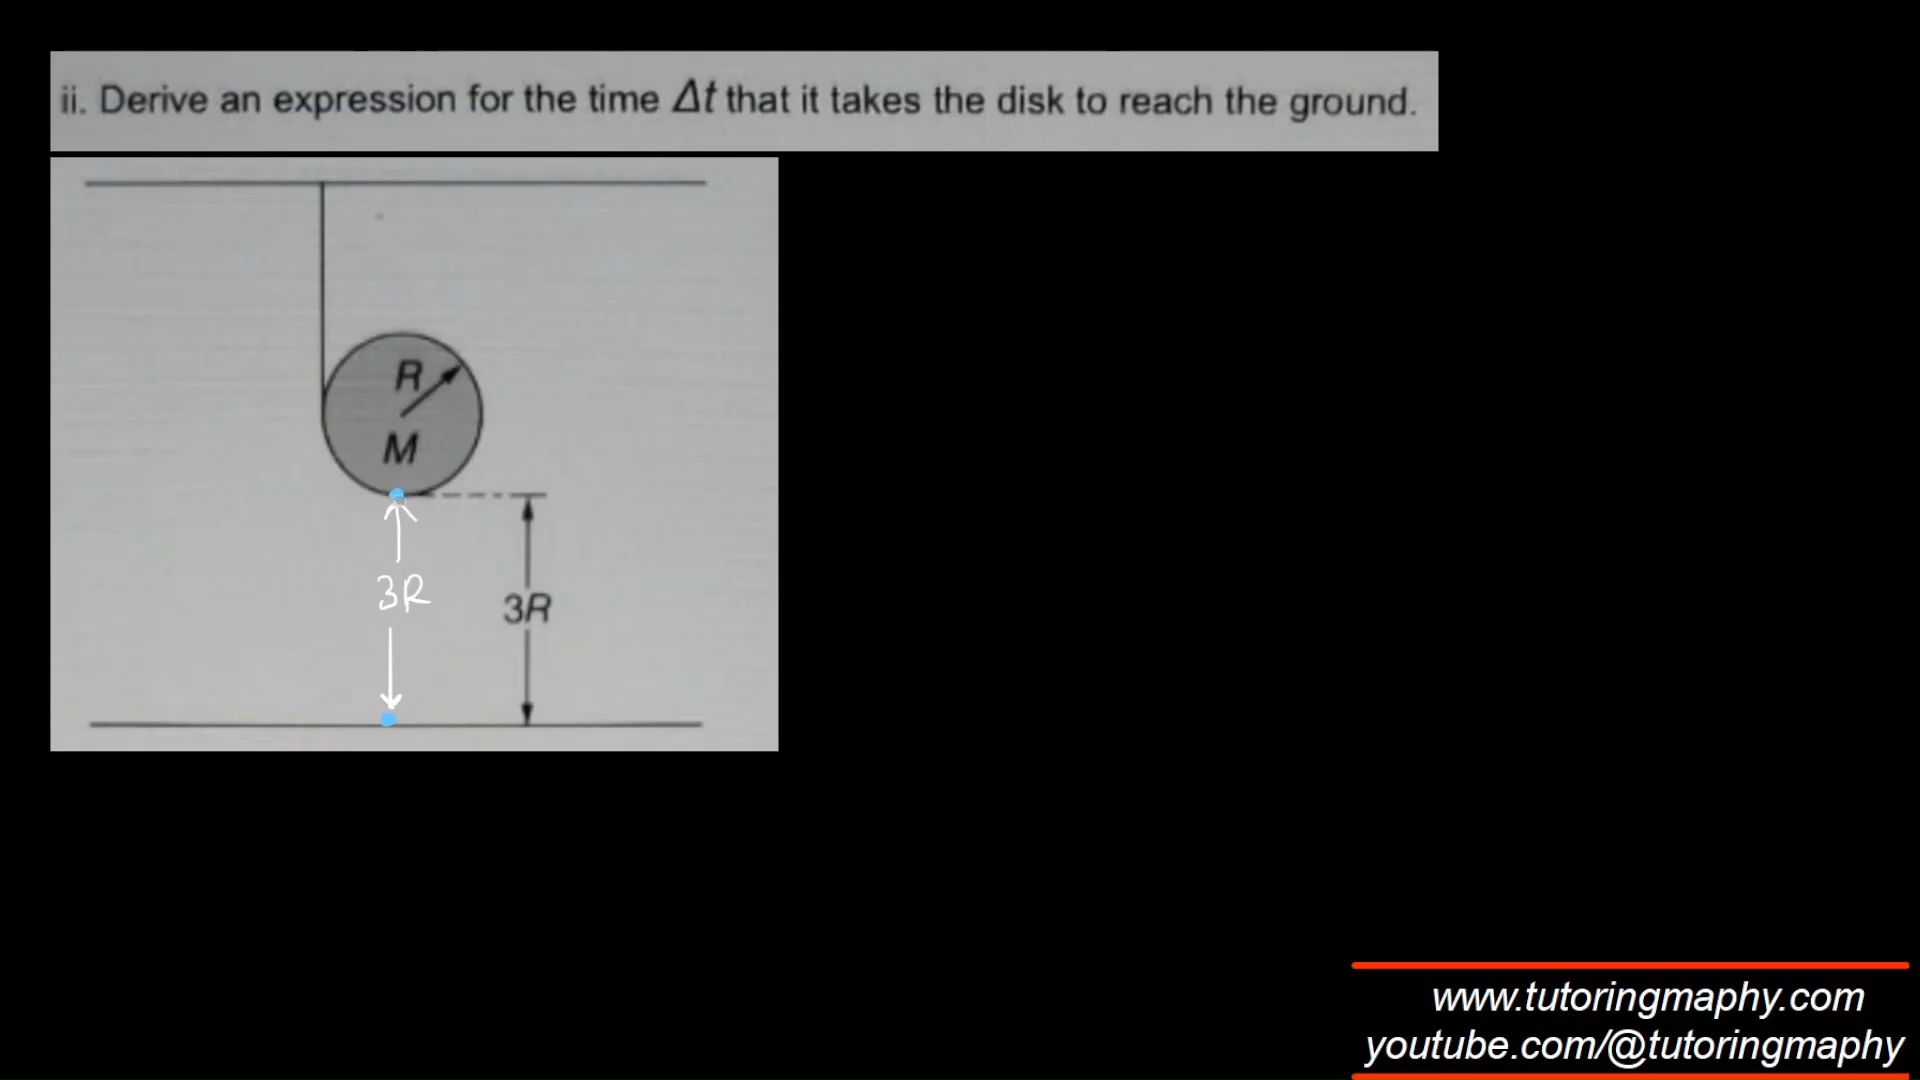 ii. Derive an expression for the time Δt that it takes the disk to reach the ground.
R
M
3R
3R
www.tutoringmaphy.com
youtube.com/@tutoringmaphy